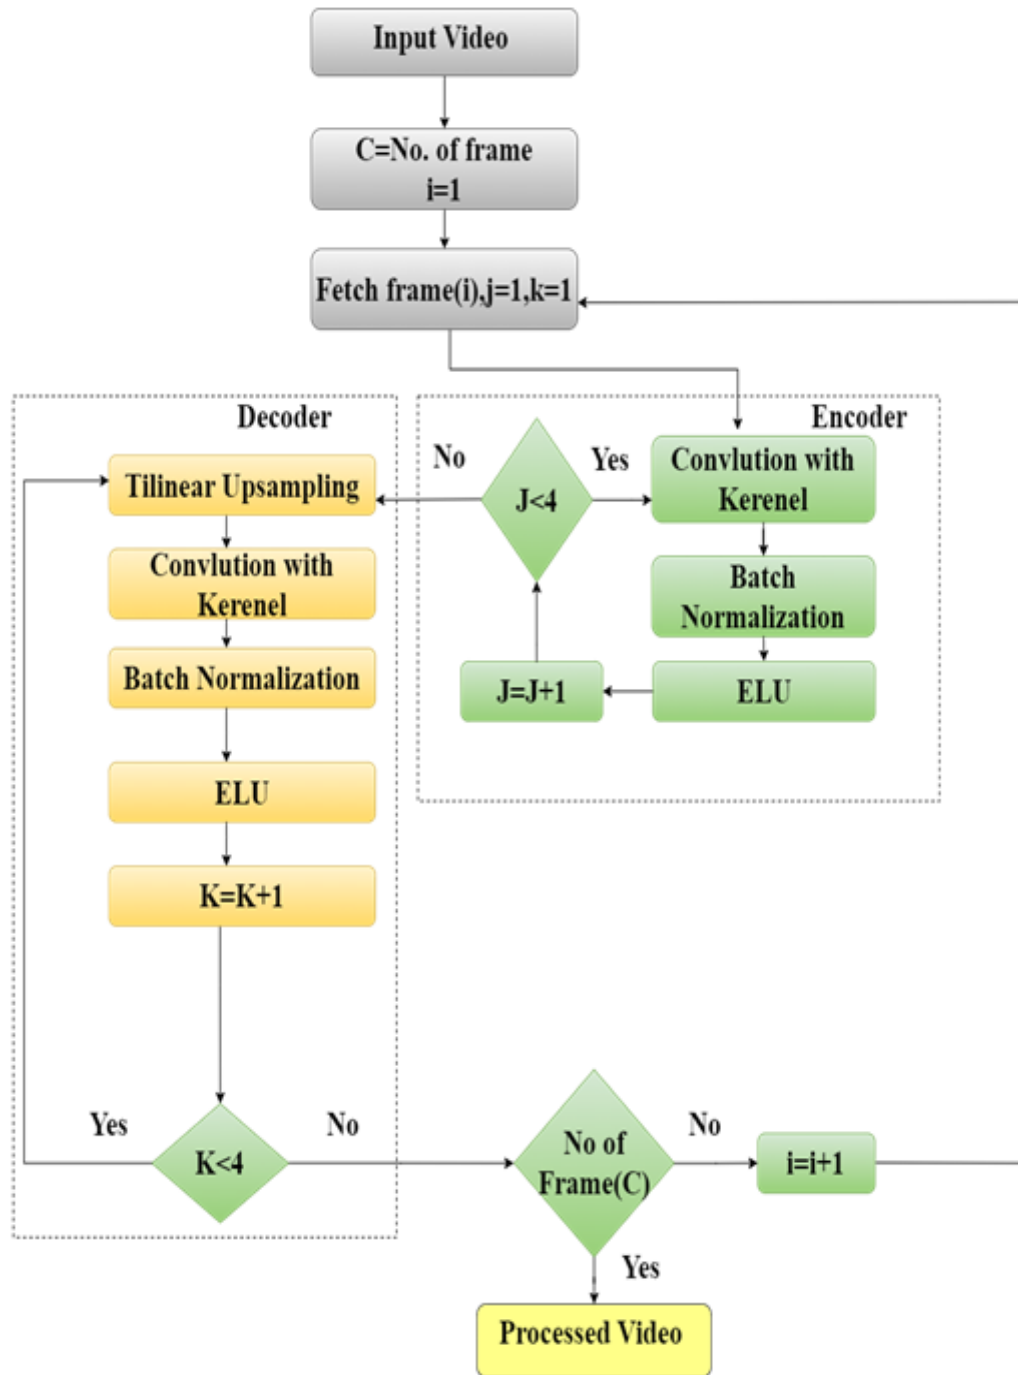 Input Video
C=No. of frame
i=1
Fetch frame(i),j=1,k=1
Decoder
Encoder
Tilinear Upsampling
No
J<4
Yes
Convlution with
Kerenel
Convlution with
Kerenel
Batch
Normalization
Batch Normalization
J=J+1
ELU
ELU
K=K+1
Yes
K<4
No
No of
Frame(C)
No
i=i+1
Yes
Processed Video